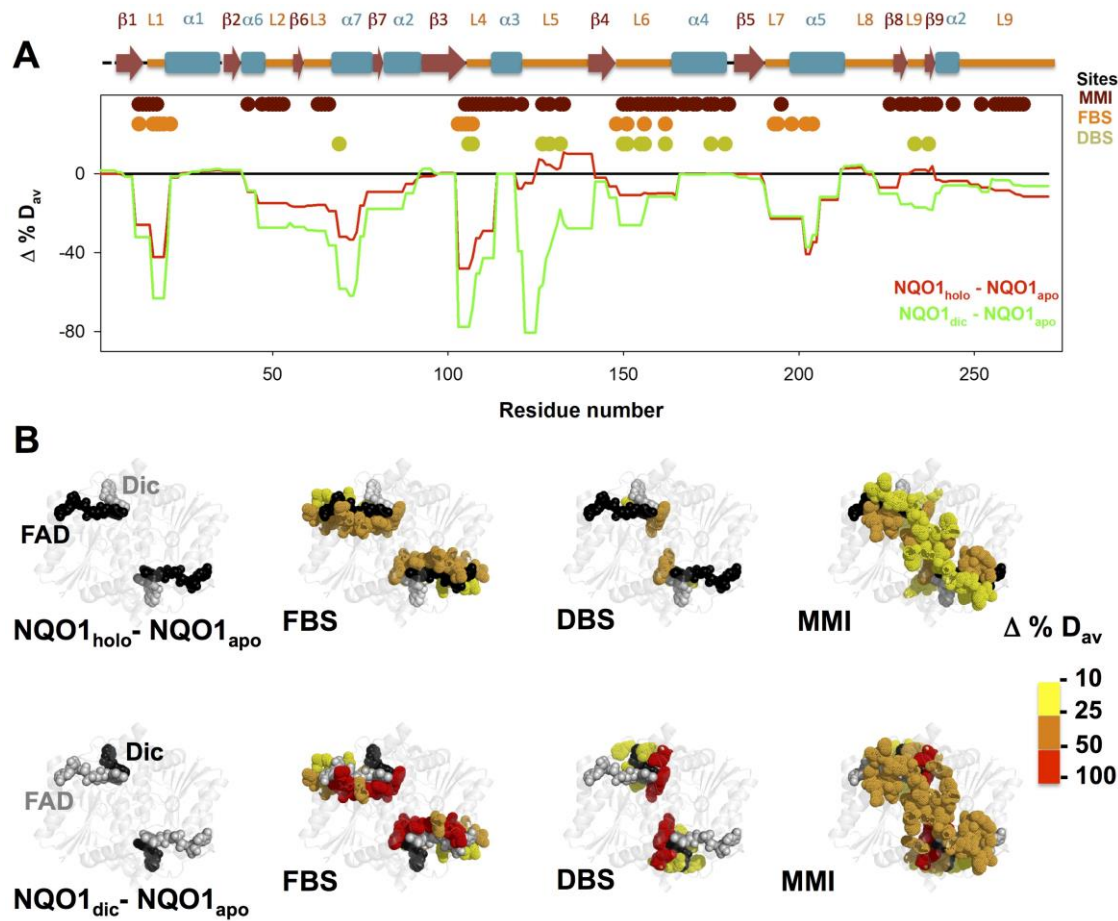 β1 L1 α1 β2 α6 L2 β6 L3 α7 β7 α2 β3 L4 α3 L5 β4 L6 α4 β5 L7 α5 L8 β8 L9 β9 α2 L9
A
Sites
MMI
FBS
DBS
0
-40
-80
Δ % Dav
NQO1holo - NQO1apo
NQO1dic - NQO1apo
50 100 150 200 250
Residue number
B
Dic
FAD
NQO1holo- NQO1apo
FBS
DBS
MMI
Δ % Dav
- 10
- 25
- 50
- 100
Dic
FAD
NQO1dic- NQO1apo
FBS
DBS
MMI